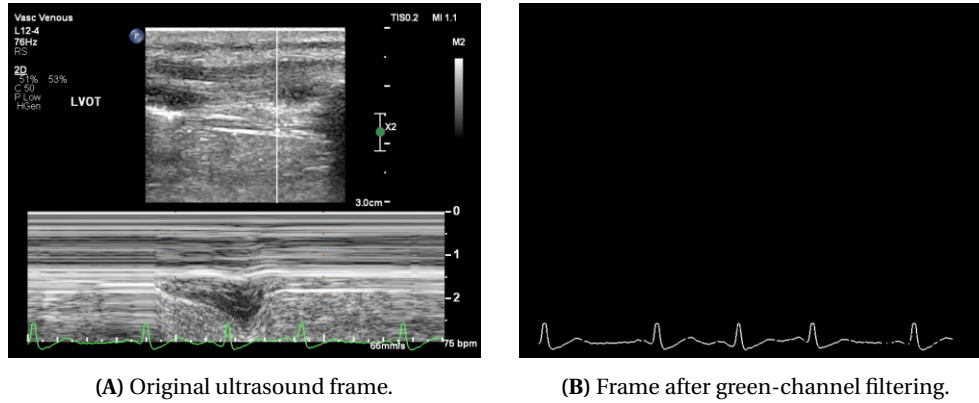 Vasc Venous
TIS0.2 MI 1.1
L12-4
76Hz
RS
P
M2
2D
51% 53%
C 50
P Low
HGen
LVOT
X2
3.0cm
0
1
2
66mm/s
75 bpm
(A) Original ultrasound frame.
(B) Frame after green-channel filtering.